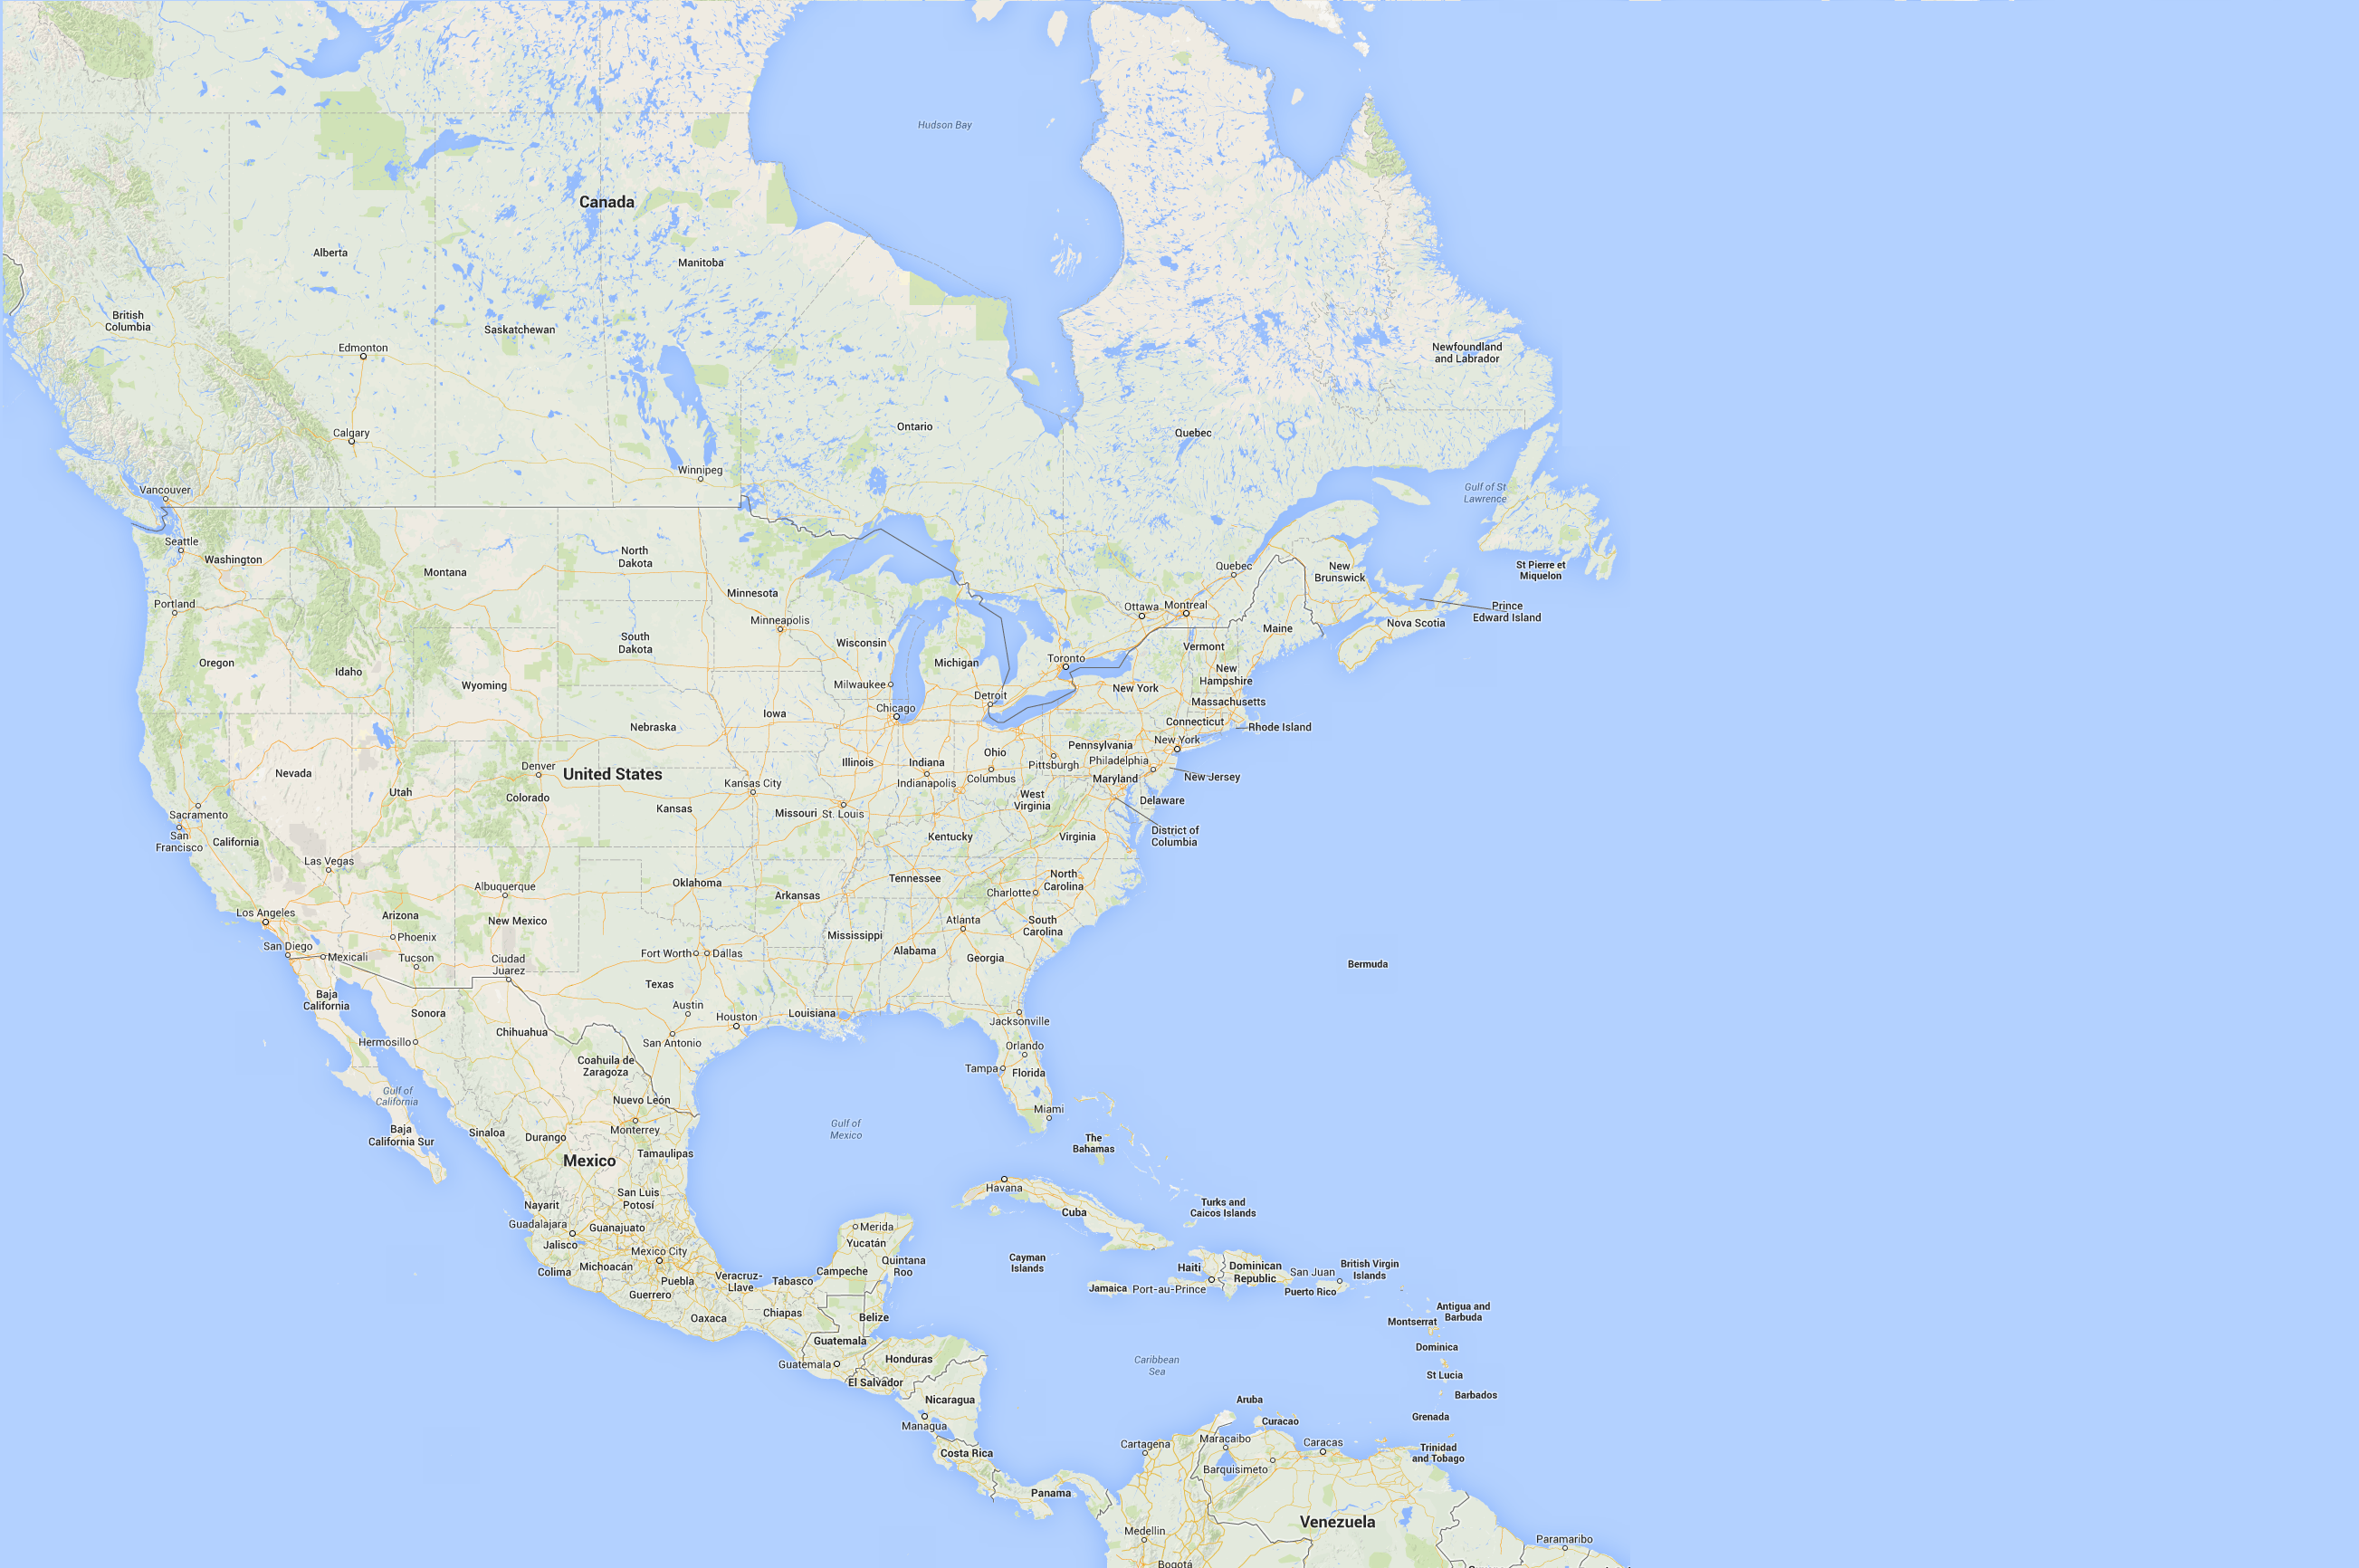 Hudson Bay
Canada
Alberta
Manitoba
British
Columbia
Saskatchewan
Edmonton
Newfoundland
and Labrador
Calgary
Ontario
Quebec
Winnipeg
Vancouver
Gulf of St
Lawrence
Seattle
Washington
North
Dakota
Montana
Quebec
New
Brunswick
St Pierre et
Miquelon
Minnesota
Portland
Ottawa
Montreal
Prince
Edward Island
Minneapolis
Nova Scotia
Maine
South
Dakota
Wisconsin
Vermont
Oregon
Idaho
Michigan
Toronto
New
Hampshire
Wyoming
Milwaukee
Detroit
New York
Massachusetts
Chicago
Iowa
Connecticut
Rhode Island
Nebraska
New York
Pennsylvania
Ohio
Philadelphia
Illinois
Indiana
Pittsburgh
Nevada
Denver
United States
Kansas City
Indianapolis
Columbus
Maryland
New Jersey
Utah
Colorado
West
Virginia
Delaware
Kansas
Sacramento
Missouri
St. Louis
San
Francisco
California
Kentucky
Virginia
District of
Columbia
Las Vegas
Albuquerque
Oklahoma
Tennessee
North
Carolina
Arkansas
Charlotte
Los Angeles
Arizona
New Mexico
Atlanta
South
Carolina
Phoenix
Mississippi
San Diego
Mexicali
Tucson
Ciudad
Juarez
Fort Worth
Dallas
Alabama
Georgia
Bermuda
Texas
Baja
California
Austin
Sonora
Houston
Louisiana
Jacksonville
Chihuahua
Hermosillo
San Antonio
Orlando
Coahuila de
Zaragoza
Tampa
Florida
Gulf of
California
Nuevo León
Miami
Gulf of
Mexico
Baja
California Sur
Sinaloa
Durango
Monterrey
The
Bahamas
Mexico
Tamaulipas
Havana
San Luis
Potosí
Nayarit
Turks and
Caicos Islands
Cuba
Guadalajara
Guanajuato
Merida
Jalisco
Mexico City
Yucatán
Cayman
Islands
Quintana
Roo
Colima
Michoacán
Campeche
Haiti
Dominican
Republic
San Juan
British Virgin
Islands
Puebla
Veracruz-
Llave
Tabasco
Jamaica
Port-au-Prince
Puerto Rico
Guerrero
Antigua and
Barbuda
Oaxaca
Chiapas
Belize
Montserrat
Guatemala
Dominica
Guatemala
Honduras
Caribbean
Sea
St Lucia
El Salvador
Nicaragua
Barbados
Aruba
Managua
Curacao
Grenada
Cartagena
Maracaibo
Caracas
Costa Rica
Trinidad
and Tobago
Barquisimeto
Panama
Venezuela
Medellin
Paramaribo
Bogotá